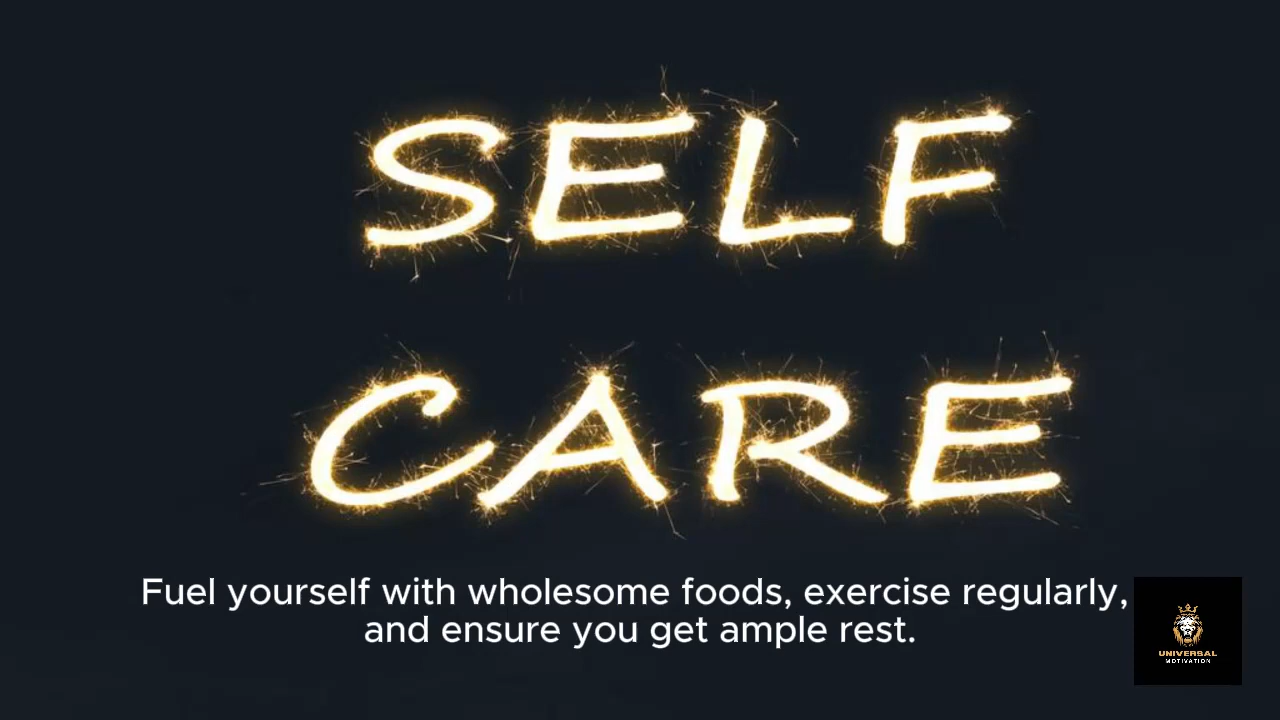 SELF
CARE
Fuel yourself with wholesome foods, exercise regularly,
and ensure you get ample rest.
UNIVERSAL
MOTIVATION